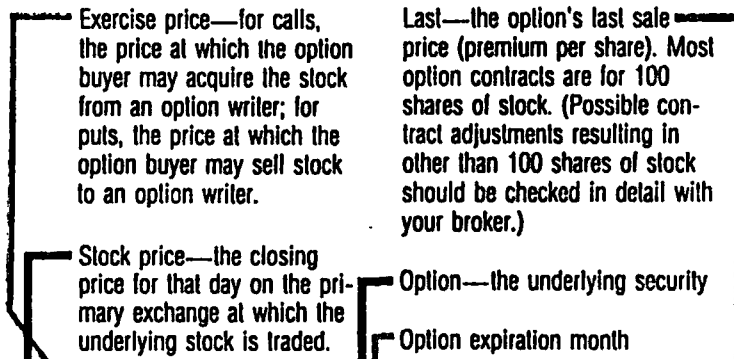 Exercise price—for calls,
the price at which the option
buyer may acquire the stock
from an option writer; for
puts, the price at which the
option buyer may sell stock
to an option writer.
Stock price—the closing
price for that day on the pri-
mary exchange at which the
underlying stock is traded.
Last—the option's last sale
price (premium per share). Most
option contracts are for 100
shares of stock. (Possible con-
tract adjustments resulting in
other than 100 shares of stock
should be checked in detail with
your broker.)
Option—the underlying security
Option expiration month